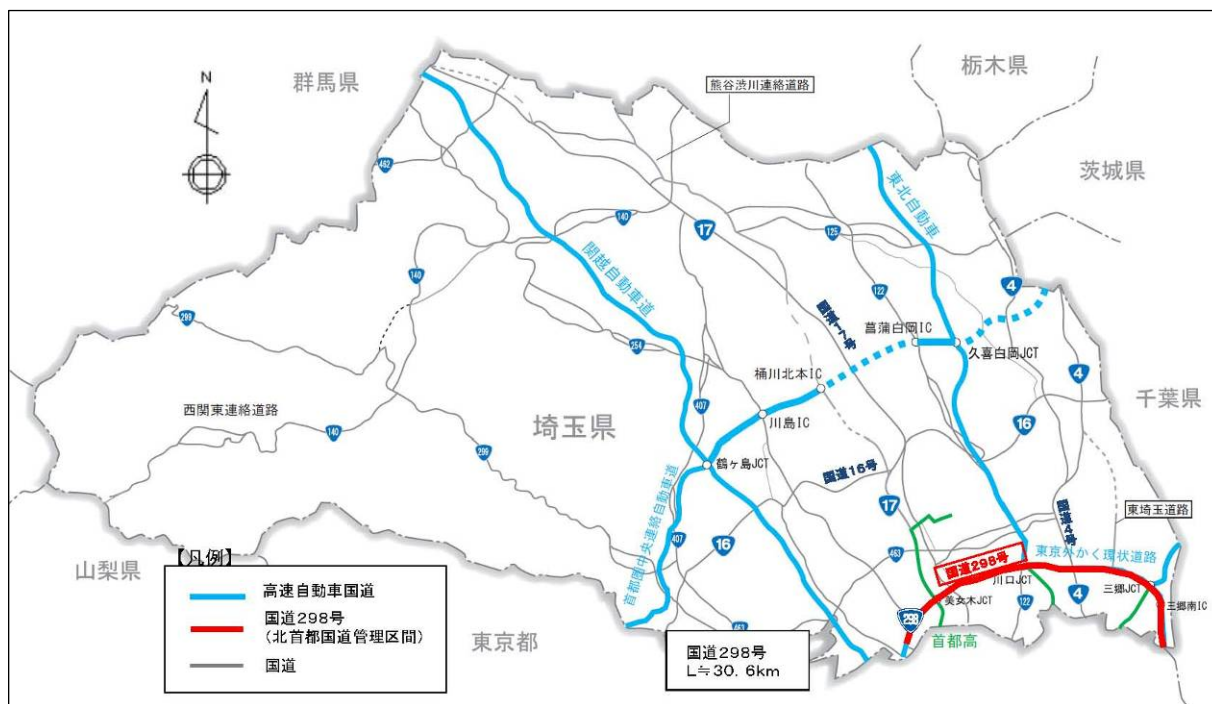 群馬県
栃木県
茨城県
千葉県
埼玉県
山梨県
東京都
N
熊谷渋川連絡道路
462
140
17
125
東北自動車
関越自動車道
140
122
4
299
254
国道17号
菖蒲白岡IC
久喜白岡JCT
桶川北本IC
4
407
川島IC
16
西関東連絡道路
140
299
鶴ヶ島JCT
国道16号
首都圏中央連絡自動車道
407
16
17
463
国道4号
東埼玉道路
国道298号
東京外かく環状道路
川口JCT
三郷JCT
美女木JCT
122
4
三郷南IC
298
首都高
463
【凡例】
高速自動車国道
国道298号
(北首都国道管理区間)
国道
国道298号
L≒30.6km